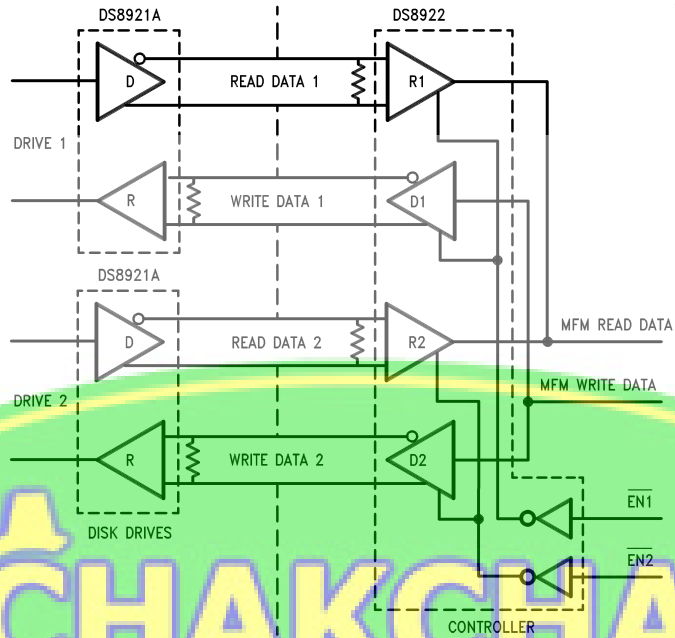 DS8921A DS8922
D READ DATA 1 R1
DRIVE 1
R WRITE DATA 1 D1
DS8921A
MFM READ DATA
D READ DATA 2 R2
MFM WRITE DATA
DRIVE 2
R WRITE DATA 2 D2
EN1
DISK DRIVES
EN2
CONTROLLER
CHAKCHA